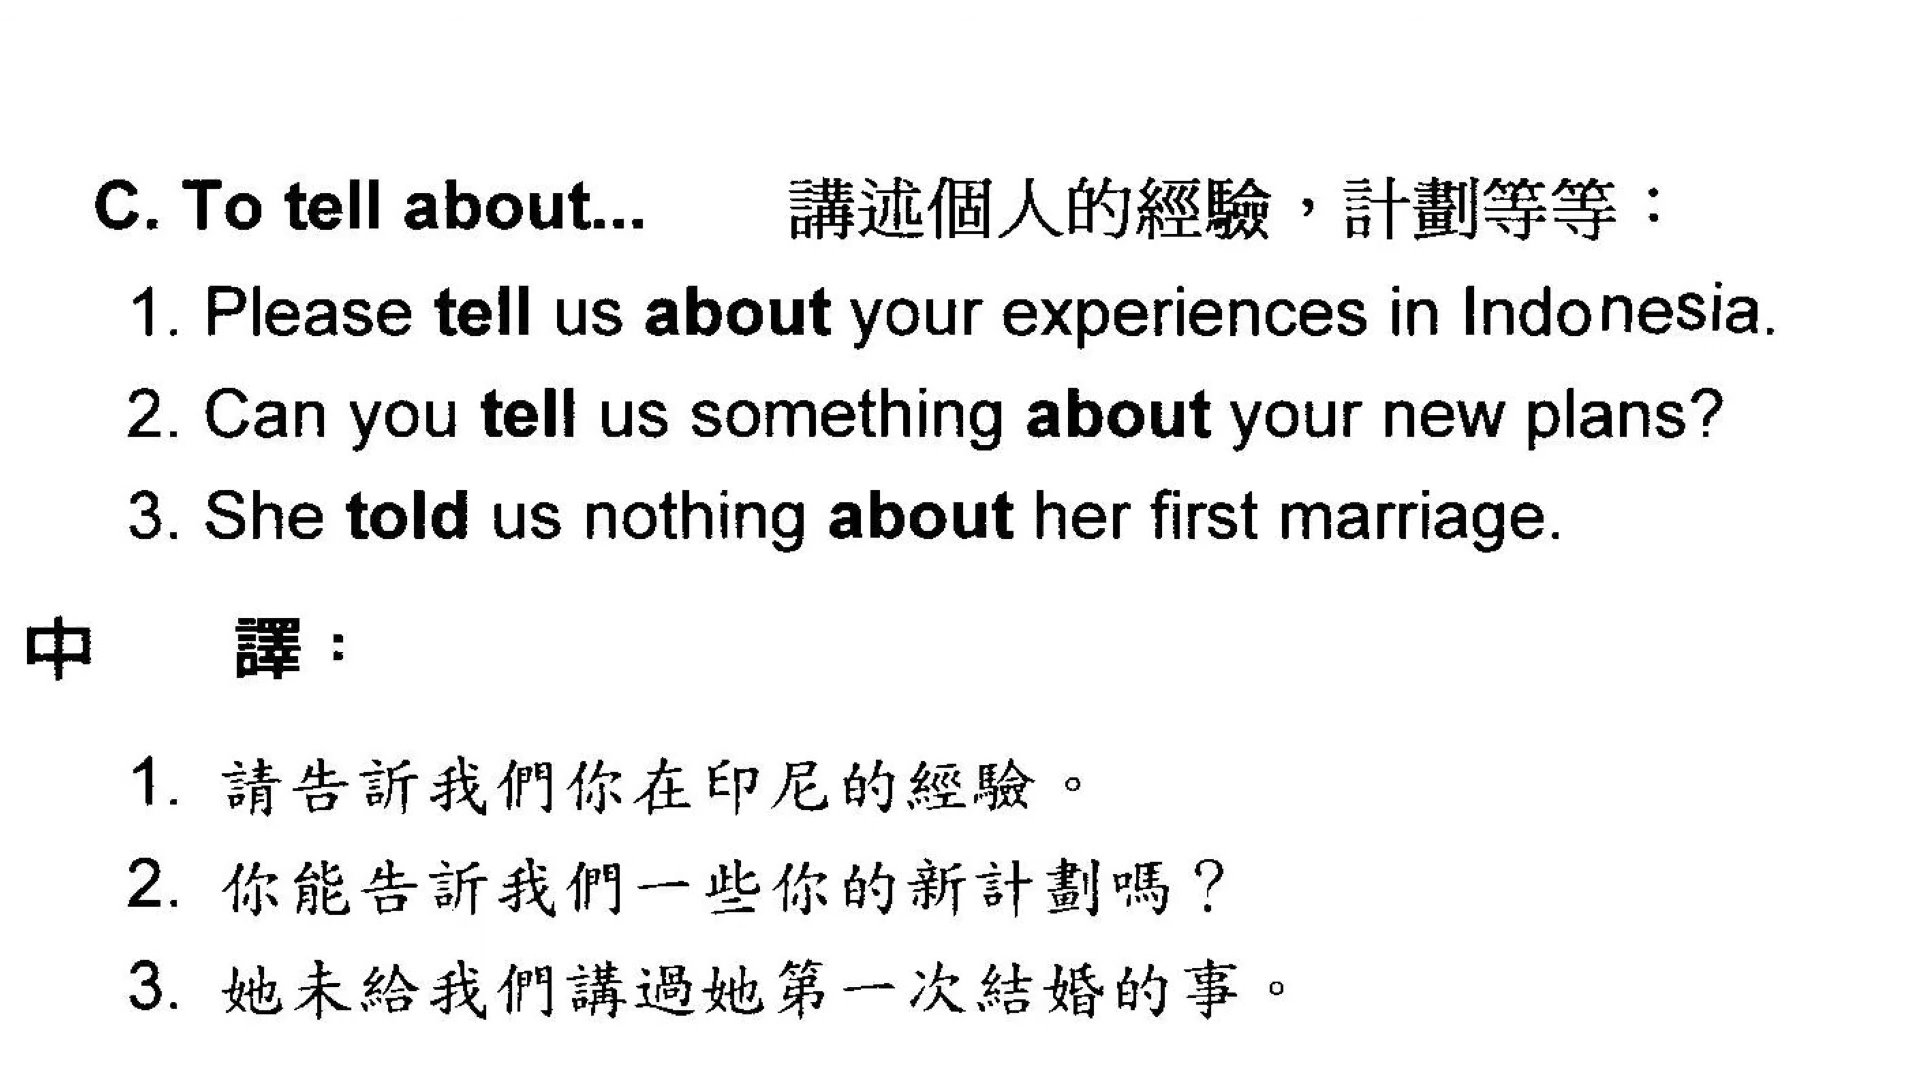 C. To tell about... 講述個人的經驗，計劃等等：
1. Please tell us about your experiences in Indonesia.
2. Can you tell us something about your new plans?
3. She told us nothing about her first marriage.
中 譯：
1. 請告訴我們你在印尼的經驗。
2. 你能告訴我們一些你的新計劃嗎？
3. 她未給我們講過她第一次結婚的事。